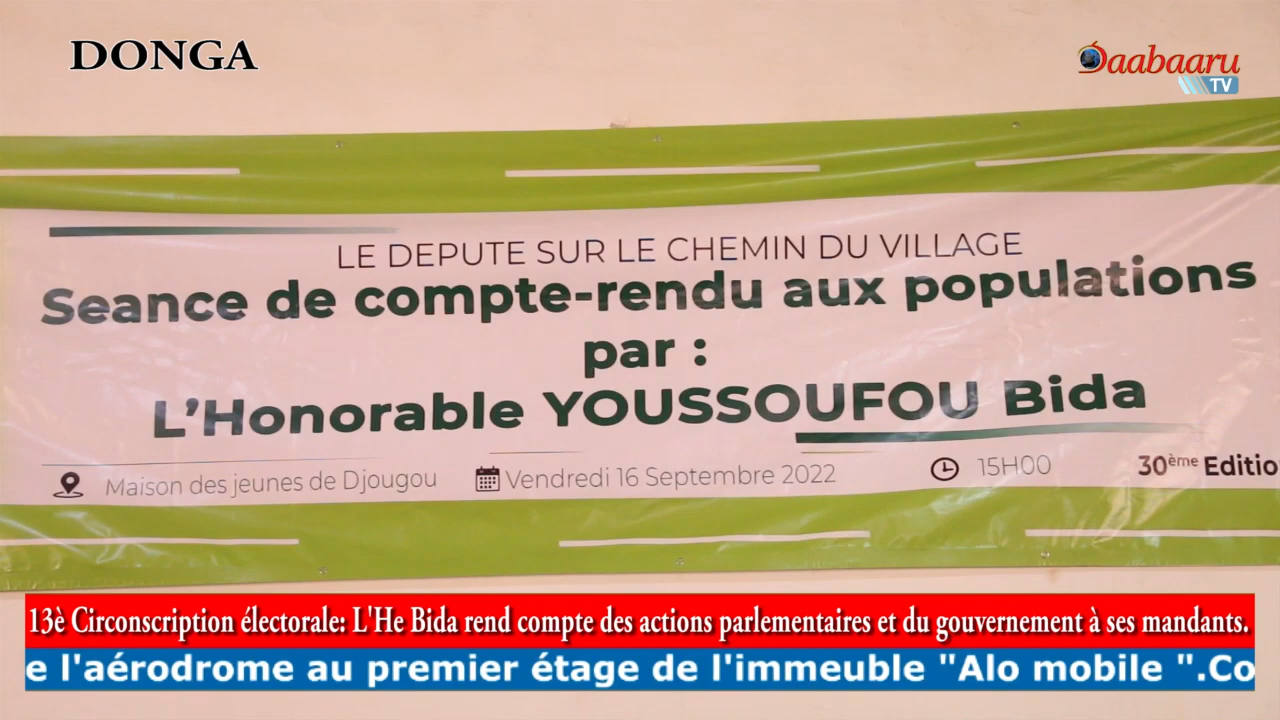 DONGA
Daabaaru
TV
LE DEPUTE SUR LE CHEMIN DU VILLAGE
Seance de compte-rendu aux populations
par :
L'Honorable YOUSSOUFOU Bida
Maison des jeunes de Djougou
Vendredi 16 Septembre 2022
15H00
30ème Editio
13è Circonscription électorale: L'He Bida rend compte des actions parlementaires et du gouvernement à ses mandants.
e l'aérodrome au premier étage de l'immeuble "Alo mobile ".Co